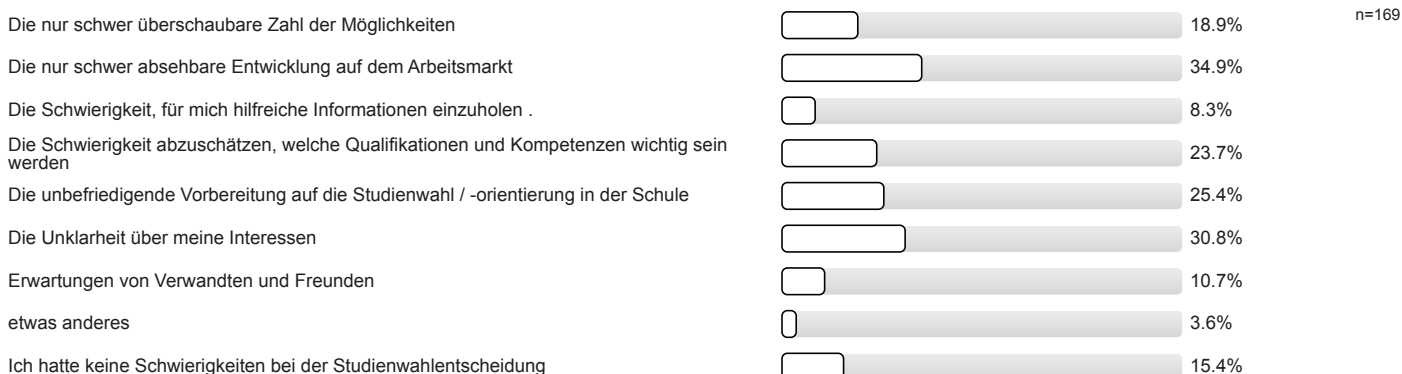 Die nur schwer überschaubare Zahl der Möglichkeiten 18.9% n=169
Die nur schwer absehbare Entwicklung auf dem Arbeitsmarkt 34.9%
Die Schwierigkeit, für mich hilfreiche Informationen einzuholen . 8.3%
Die Schwierigkeit abzuschätzen, welche Qualifikationen und Kompetenzen wichtig sein
werden 23.7%
Die unbefriedigende Vorbereitung auf die Studienwahl / -orientierung in der Schule 25.4%
Die Unklarheit über meine Interessen 30.8%
Erwartungen von Verwandten und Freunden 10.7%
etwas anderes 3.6%
Ich hatte keine Schwierigkeiten bei der Studienwahlentscheidung 15.4%